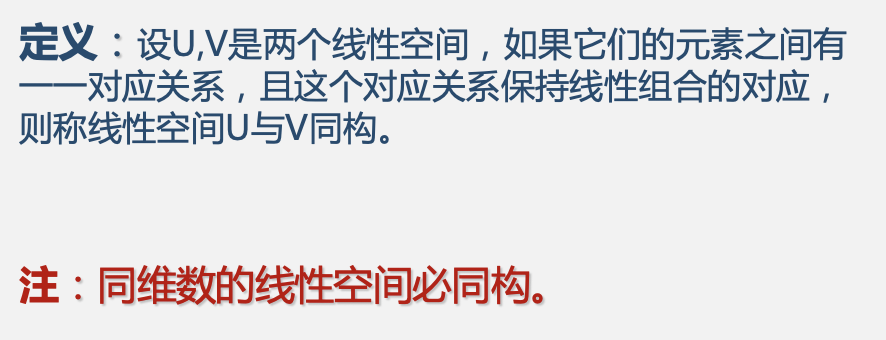 定义：设U,V是两个线性空间，如果它们的元素之间有
一一对应关系，且这个对应关系保持线性组合的对应，
则称线性空间U与V同构。
注：同维数的线性空间必同构。